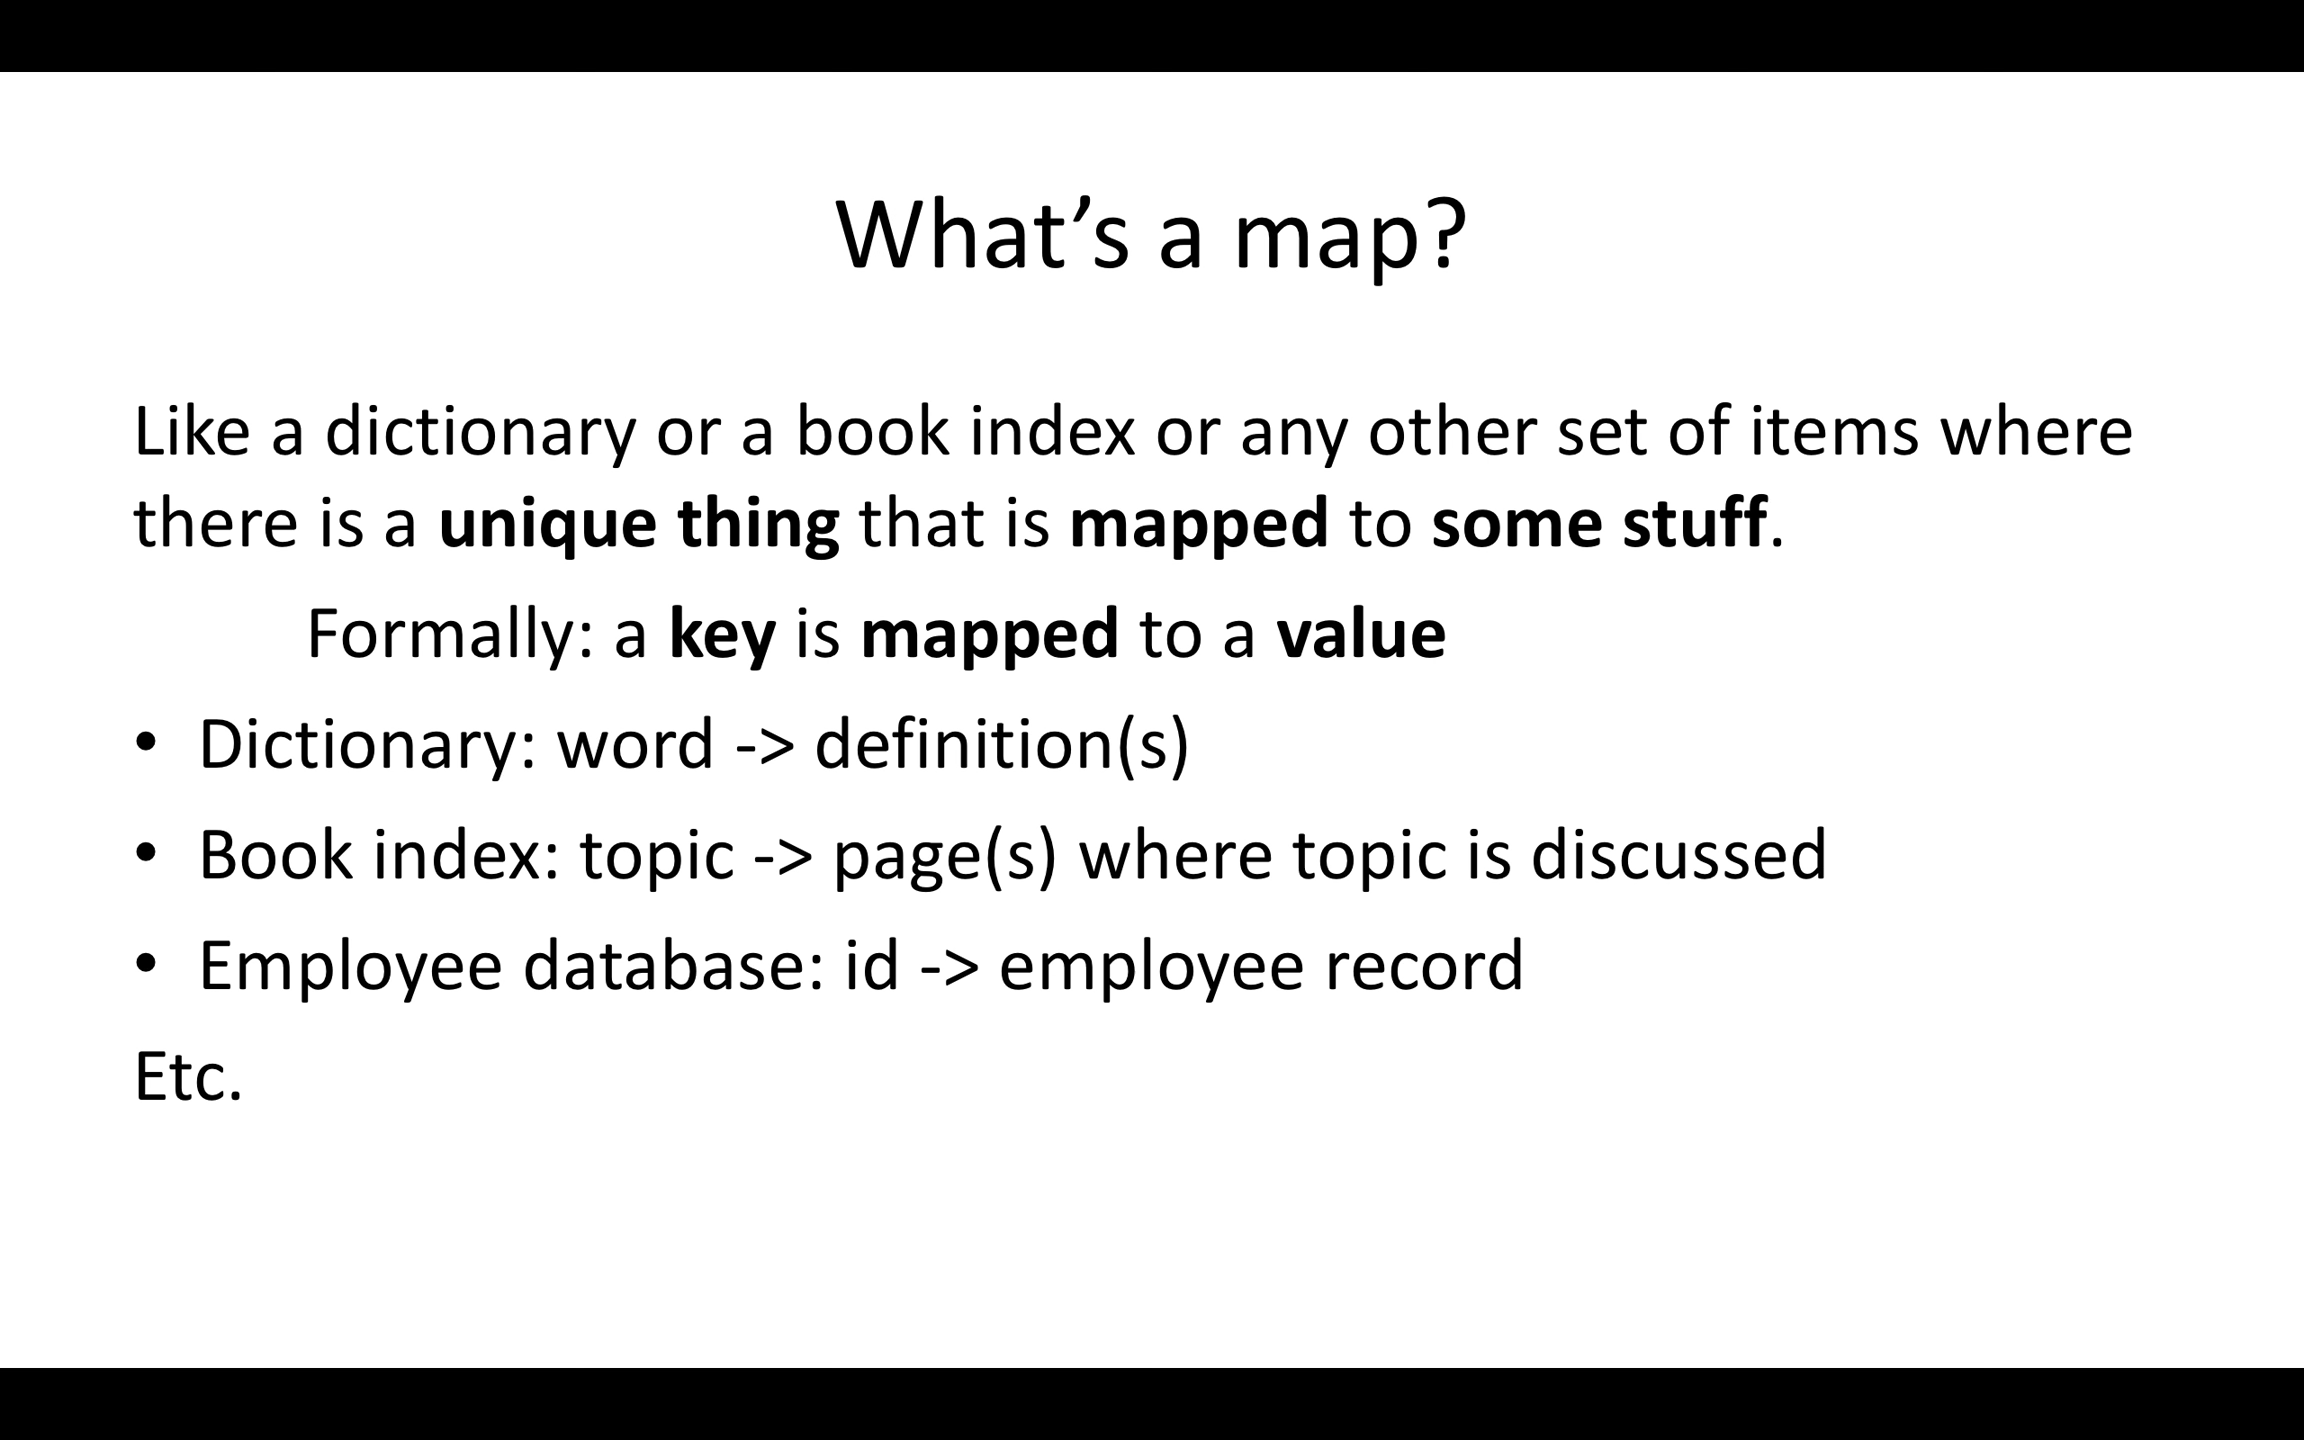 What’s a map?
Like a dictionary or a book index or any other set of items where
there is a unique thing that is mapped to some stuff.
Formally: a key is mapped to a value
• Dictionary: word -> definition(s)
• Book index: topic -> page(s) where topic is discussed
• Employee database: id -> employee record
Etc.